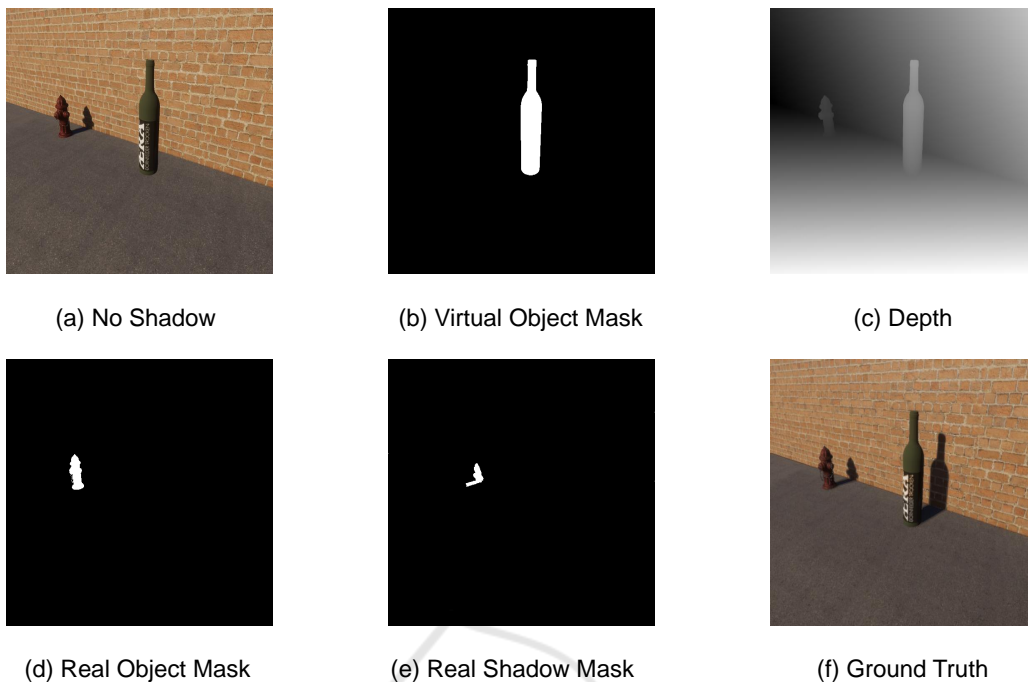 (a) No Shadow
(b) Virtual Object Mask
(c) Depth
(d) Real Object Mask
(e) Real Shadow Mask
(f) Ground Truth